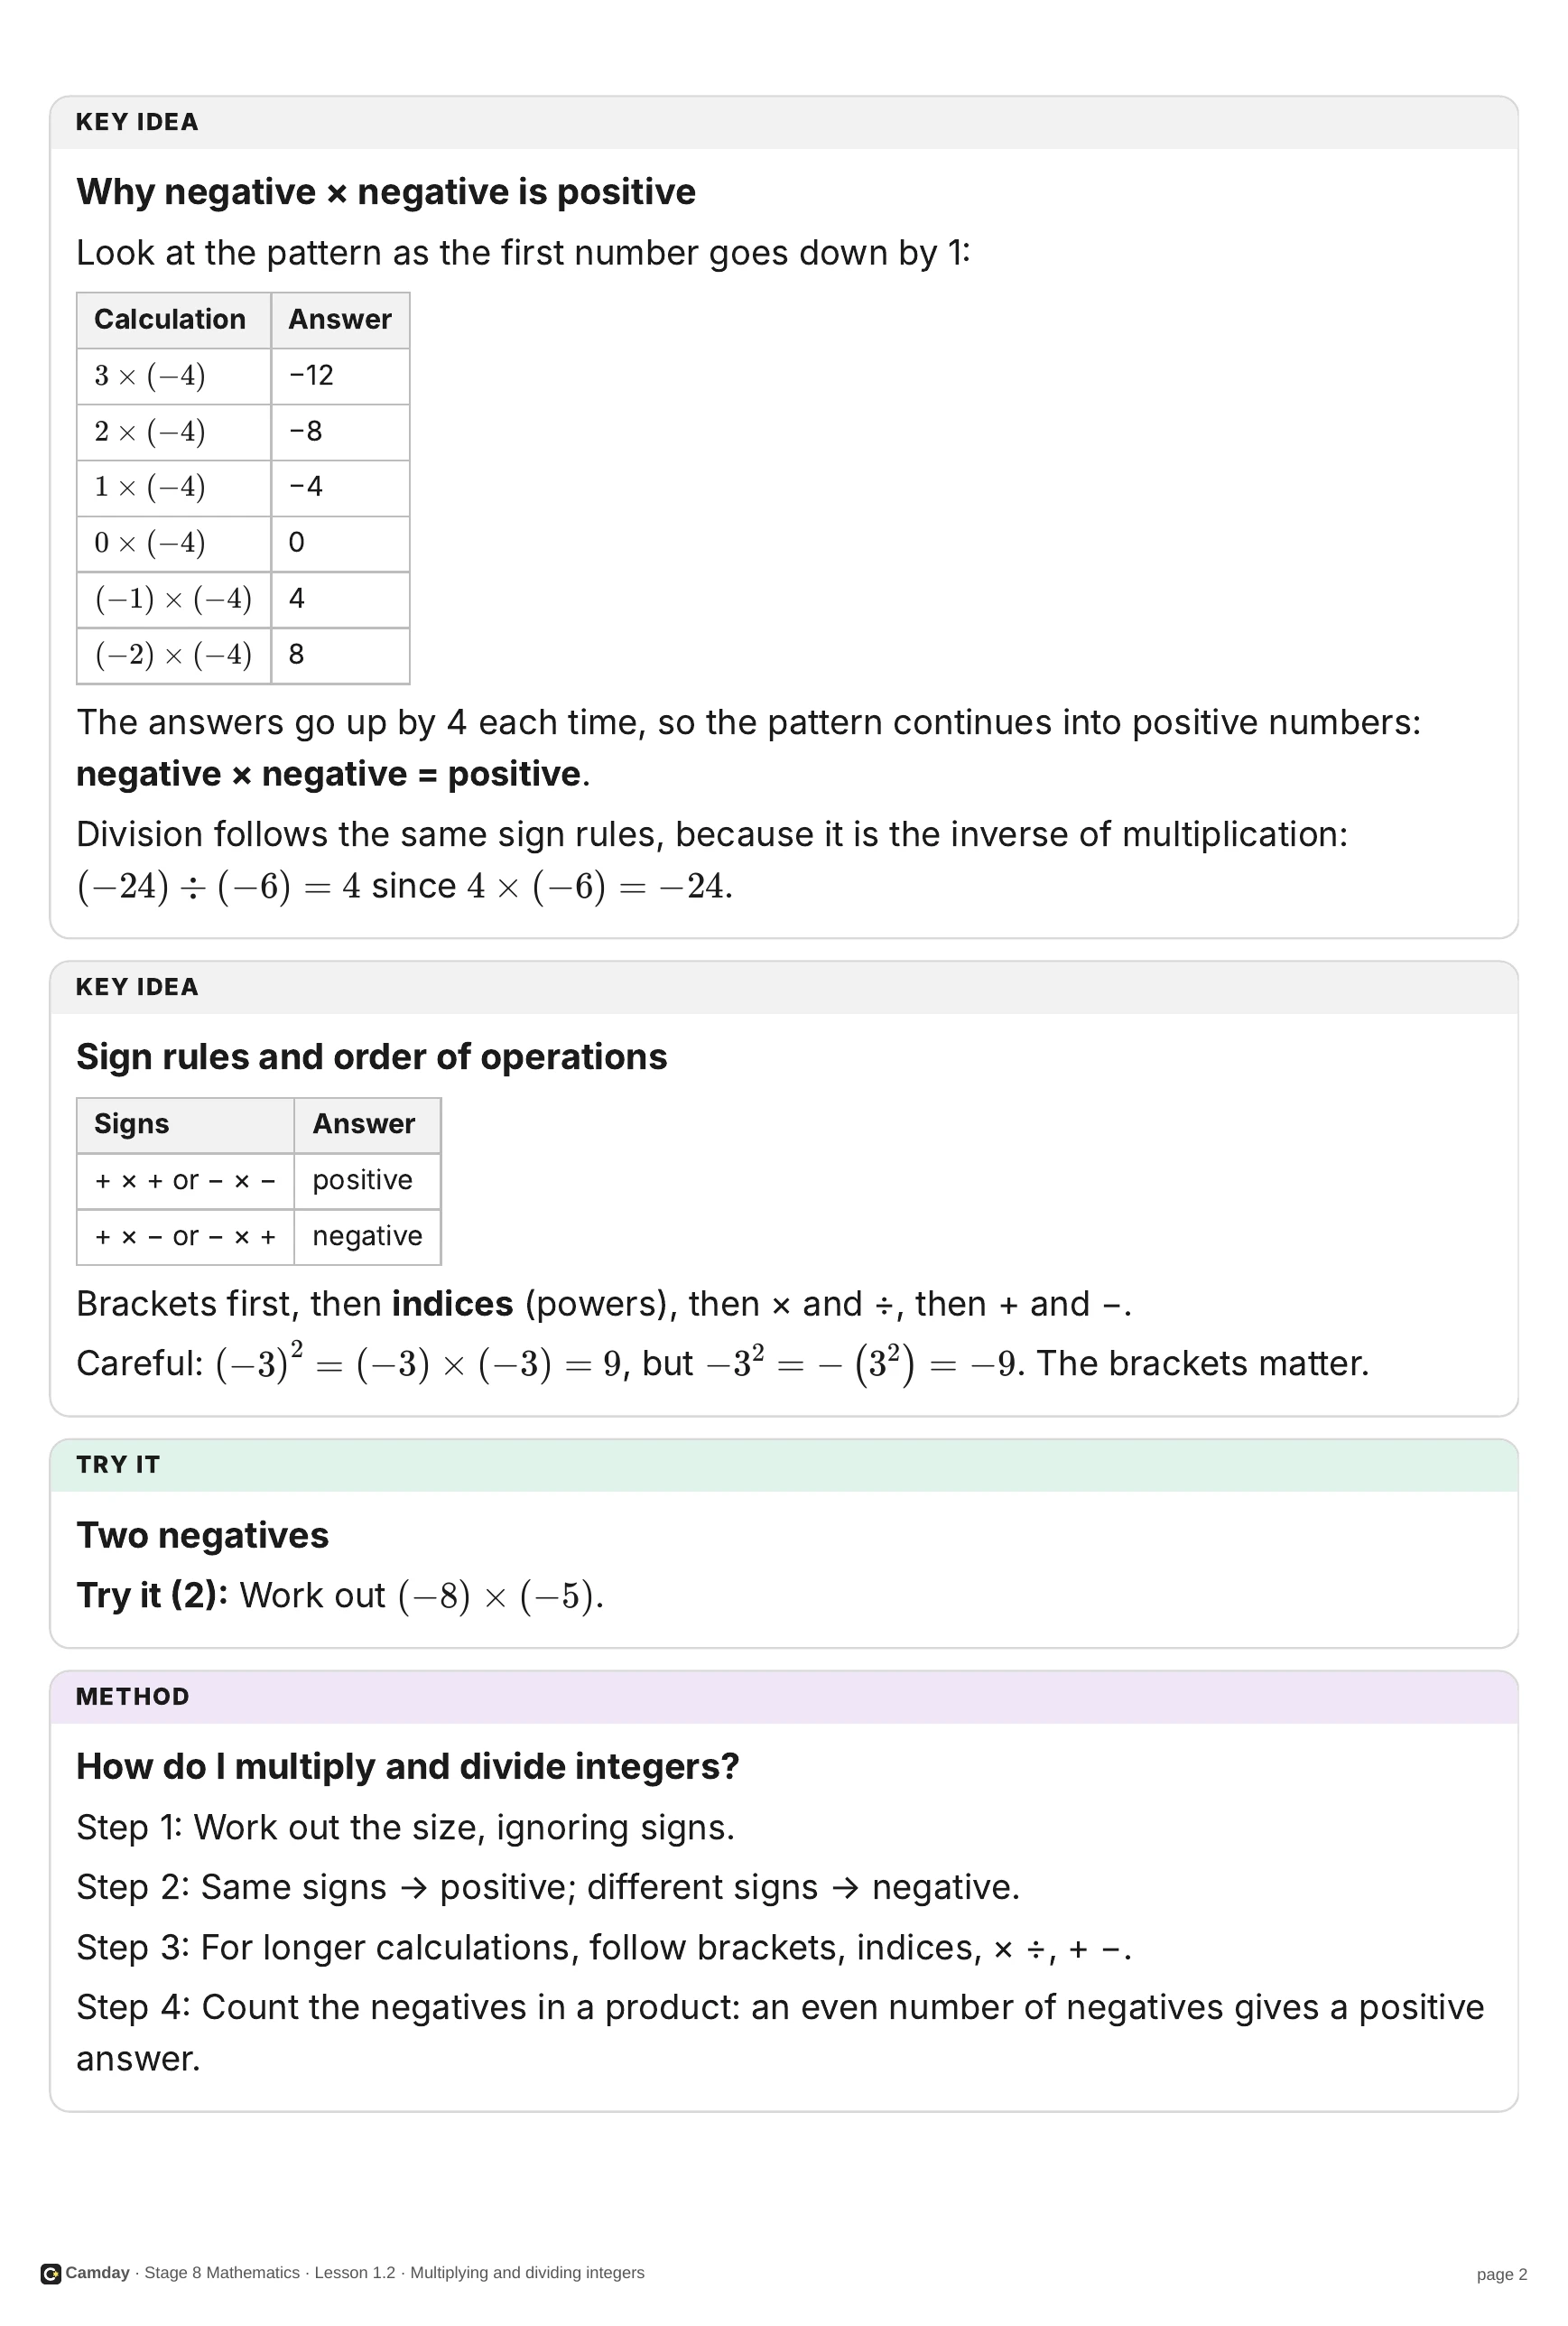 KEY IDEA
Why negative × negative is positive
Look at the pattern as the first number goes down by 1:
Calculation Answer
3 × (−4) −12
2 × (−4) −8
1 × (−4) −4
0 × (−4) 0
(−1) × (−4) 4
(−2) × (−4) 8
The answers go up by 4 each time, so the pattern continues into positive numbers:
negative × negative = positive.
Division follows the same sign rules, because it is the inverse of multiplication:
(−24) ÷ (−6) = 4 since 4 × (−6) = −24.
KEY IDEA
Sign rules and order of operations
Signs Answer
+ × + or − × − positive
+ × − or − × + negative
Brackets first, then indices (powers), then × and ÷, then + and −.
Careful: (−3)² = (−3) × (−3) = 9, but −3² = −(3²) = −9. The brackets matter.
TRY IT
Two negatives
Try it (2): Work out (−8) × (−5).
METHOD
How do I multiply and divide integers?
Step 1: Work out the size, ignoring signs.
Step 2: Same signs → positive; different signs → negative.
Step 3: For longer calculations, follow brackets, indices, × ÷, + −.
Step 4: Count the negatives in a product: an even number of negatives gives a positive
answer.
Camday · Stage 8 Mathematics · Lesson 1.2 · Multiplying and dividing integers page 2